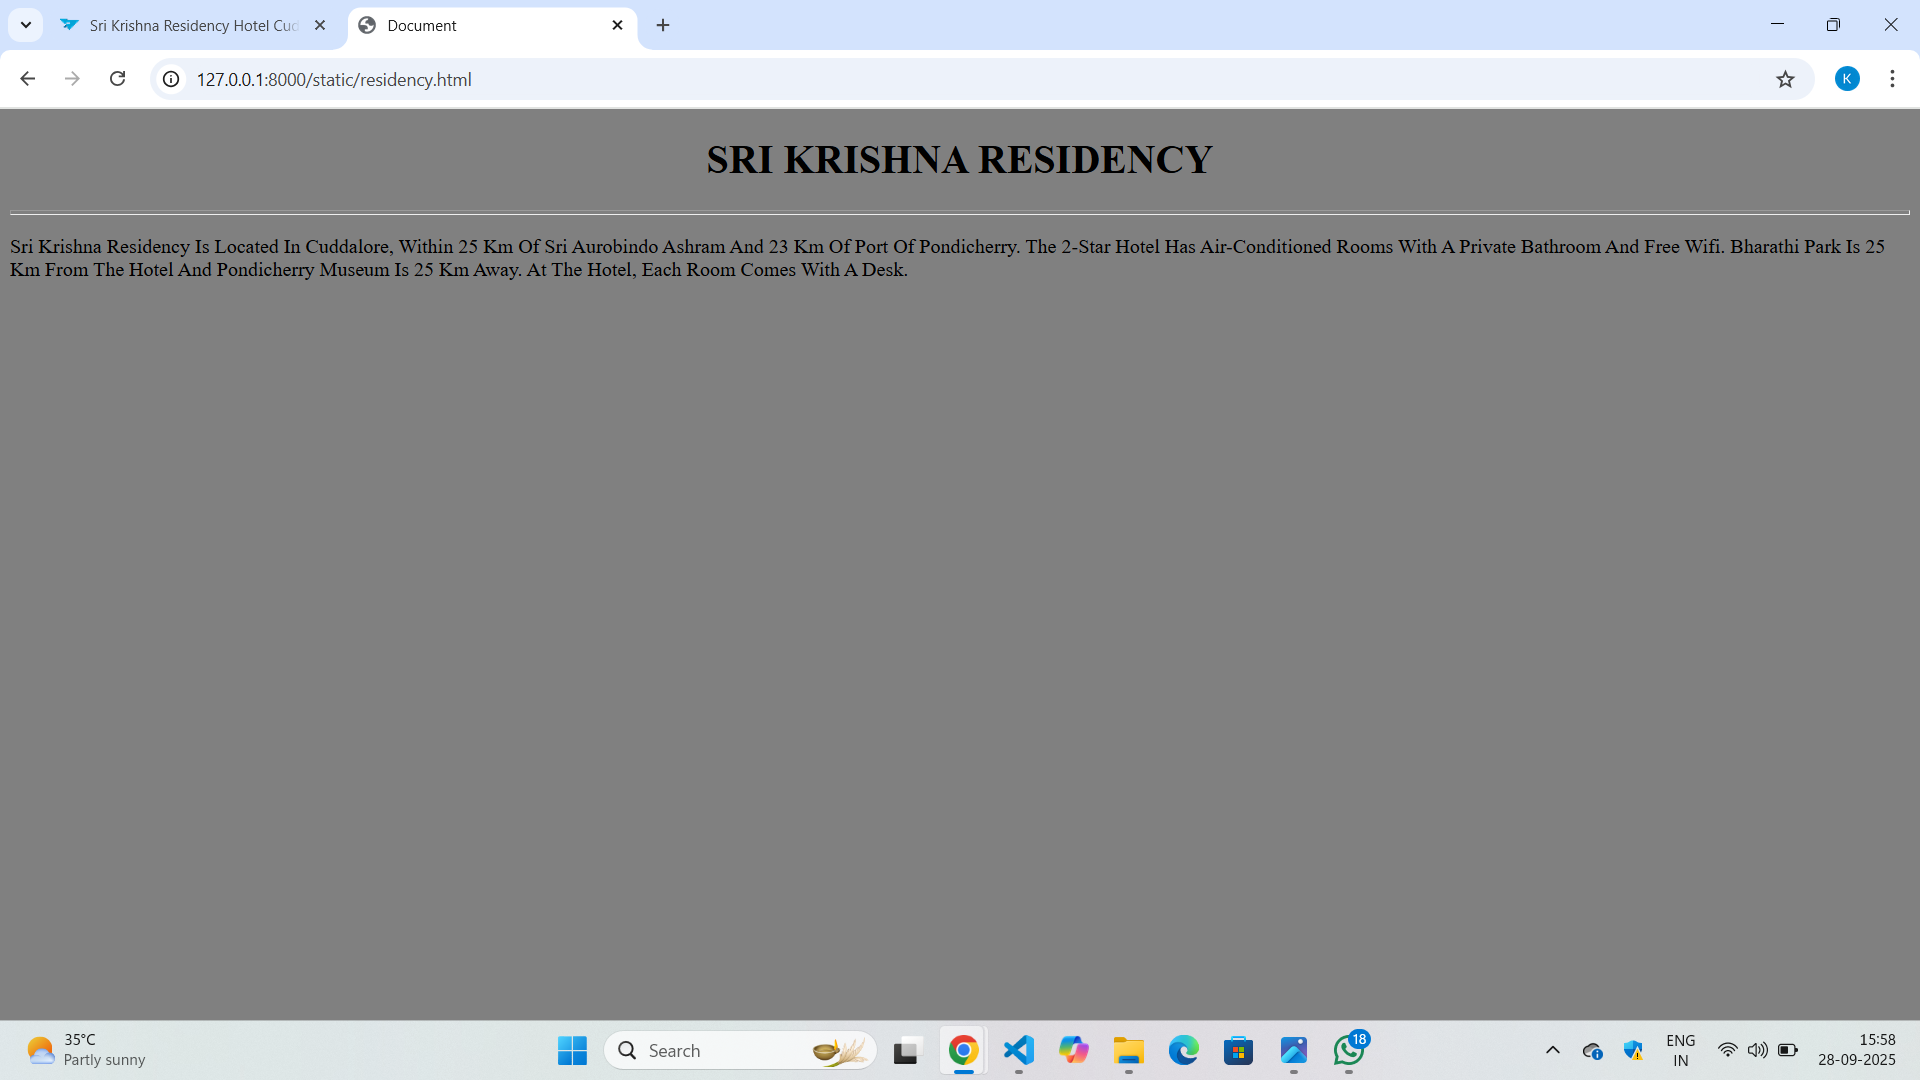 Sri Krishna Residency Hotel Cud
Document
127.0.0.1:8000/static/residency.html
K
SRI KRISHNA RESIDENCY
Sri Krishna Residency Is Located In Cuddalore, Within 25 Km Of Sri Aurobindo Ashram And 23 Km Of Port Of Pondicherry. The 2-Star Hotel Has Air-Conditioned Rooms With A Private Bathroom And Free Wifi. Bharathi Park Is 25
Km From The Hotel And Pondicherry Museum Is 25 Km Away. At The Hotel, Each Room Comes With A Desk.
35°C
Partly sunny
Search
18
ENG
IN
15:58
28-09-2025